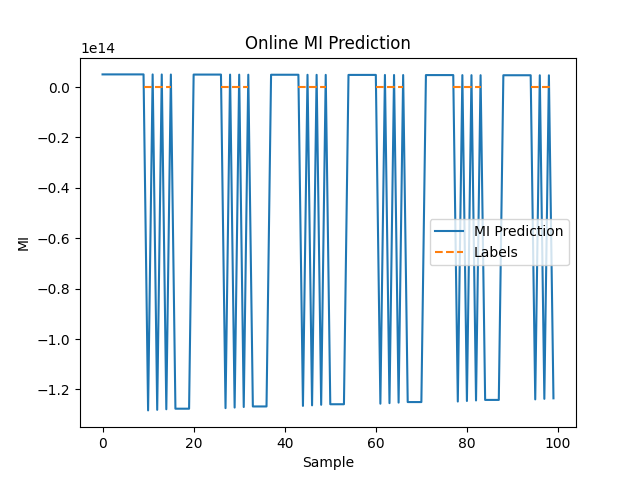 Online MI Prediction
1e14
0.0
−0.2
−0.4
−0.6
−0.8
−1.0
−1.2
MI
MI Prediction
Labels
0 20 40 60 80 100
Sample